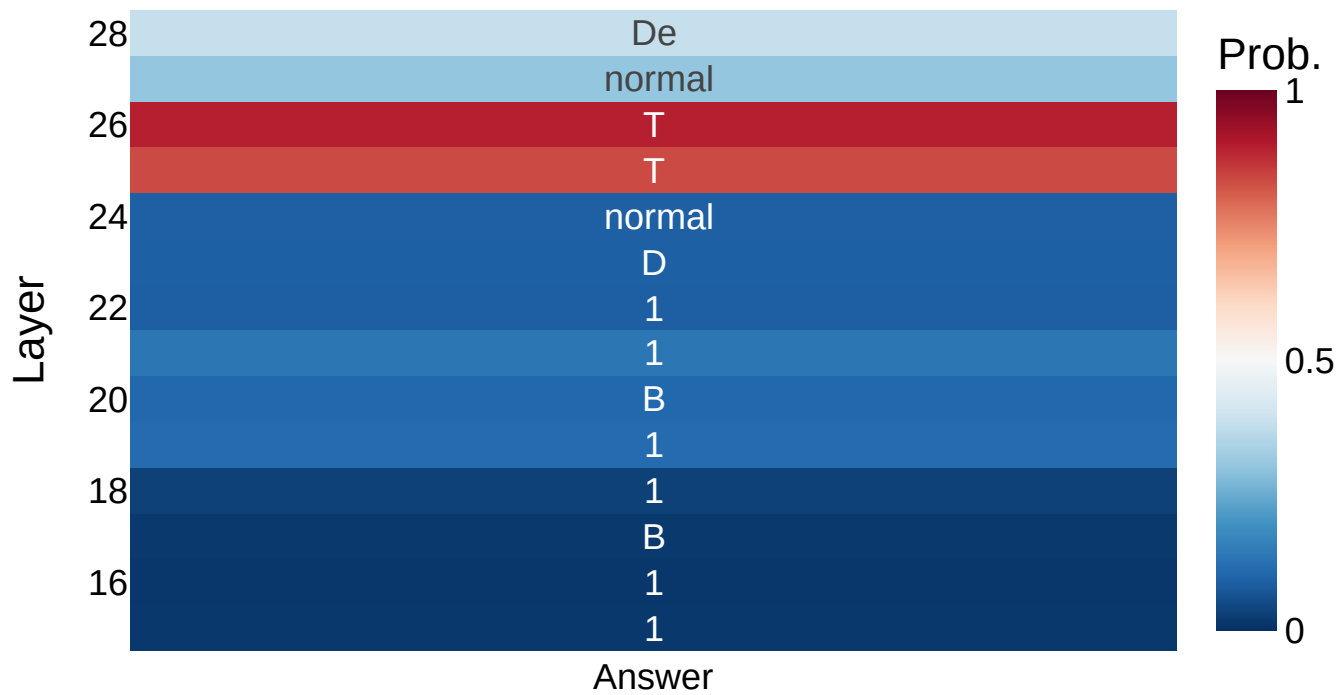 28 De
normal
26 T
T
24 normal
D
22 1
1
20 B
1
18 1
B
16 1
1
Layer
Answer
Prob.
1
0.5
0